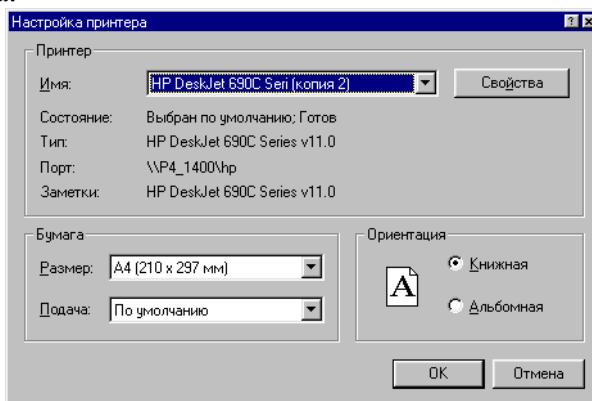 Настройка принтера
Принтер
Имя: HP DeskJet 690C Seri (копия 2) Свойства
Состояние: Выбран по умолчанию; Готов
Тип: HP DeskJet 690C Series v11.0
Порт: \\P4_1400\hp
Заметки: HP DeskJet 690C Series v11.0
Бумага
Размер: A4 (210 x 297 мм)
Подача: По умолчанию
Ориентация
A
Книжная
Альбомная
OK Отмена